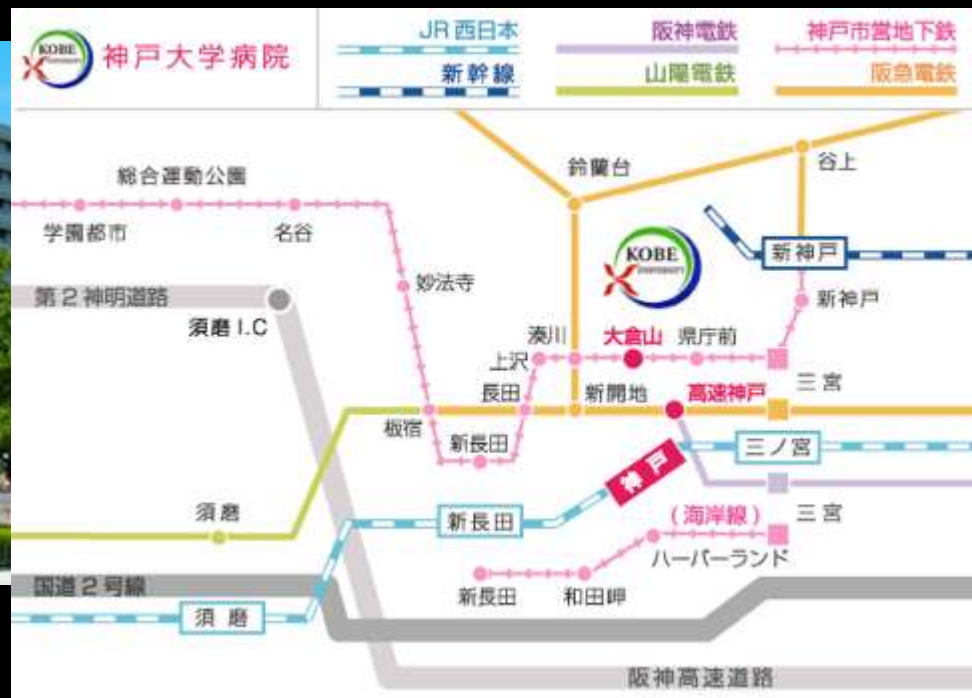 KOBE UNIVERSITY
神戸大学病院
JR西日本
阪神電鉄
神戸市営地下鉄
新幹線
山陽電鉄
阪急電鉄
総合運動公園
鈴蘭台
谷上
学園都市
名谷
KOBE
UNIVERSITY
新神戸
妙法寺
第2神明道路
新神戸
須磨I.C
湊川
大倉山
県庁前
上沢
三宮
長田
新開地
高速神戸
板宿
新長田
三ノ宮
神戸
須磨
新長田
(海岸線)
三宮
ハーバーランド
国道2号線
新長田
和田岬
須磨
阪神高速道路